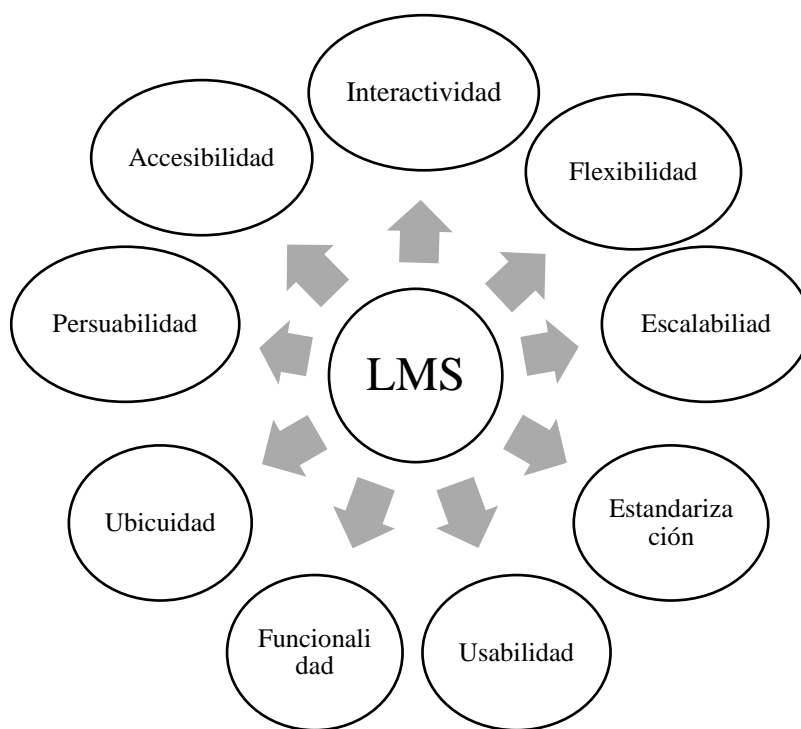 Interactividad
Accesibilidad
Flexibilidad
Persuabilidad
Escalabiliad
LMS
Ubicuidad
Estandariza
ción
Funcionali
dad
Usabilidad